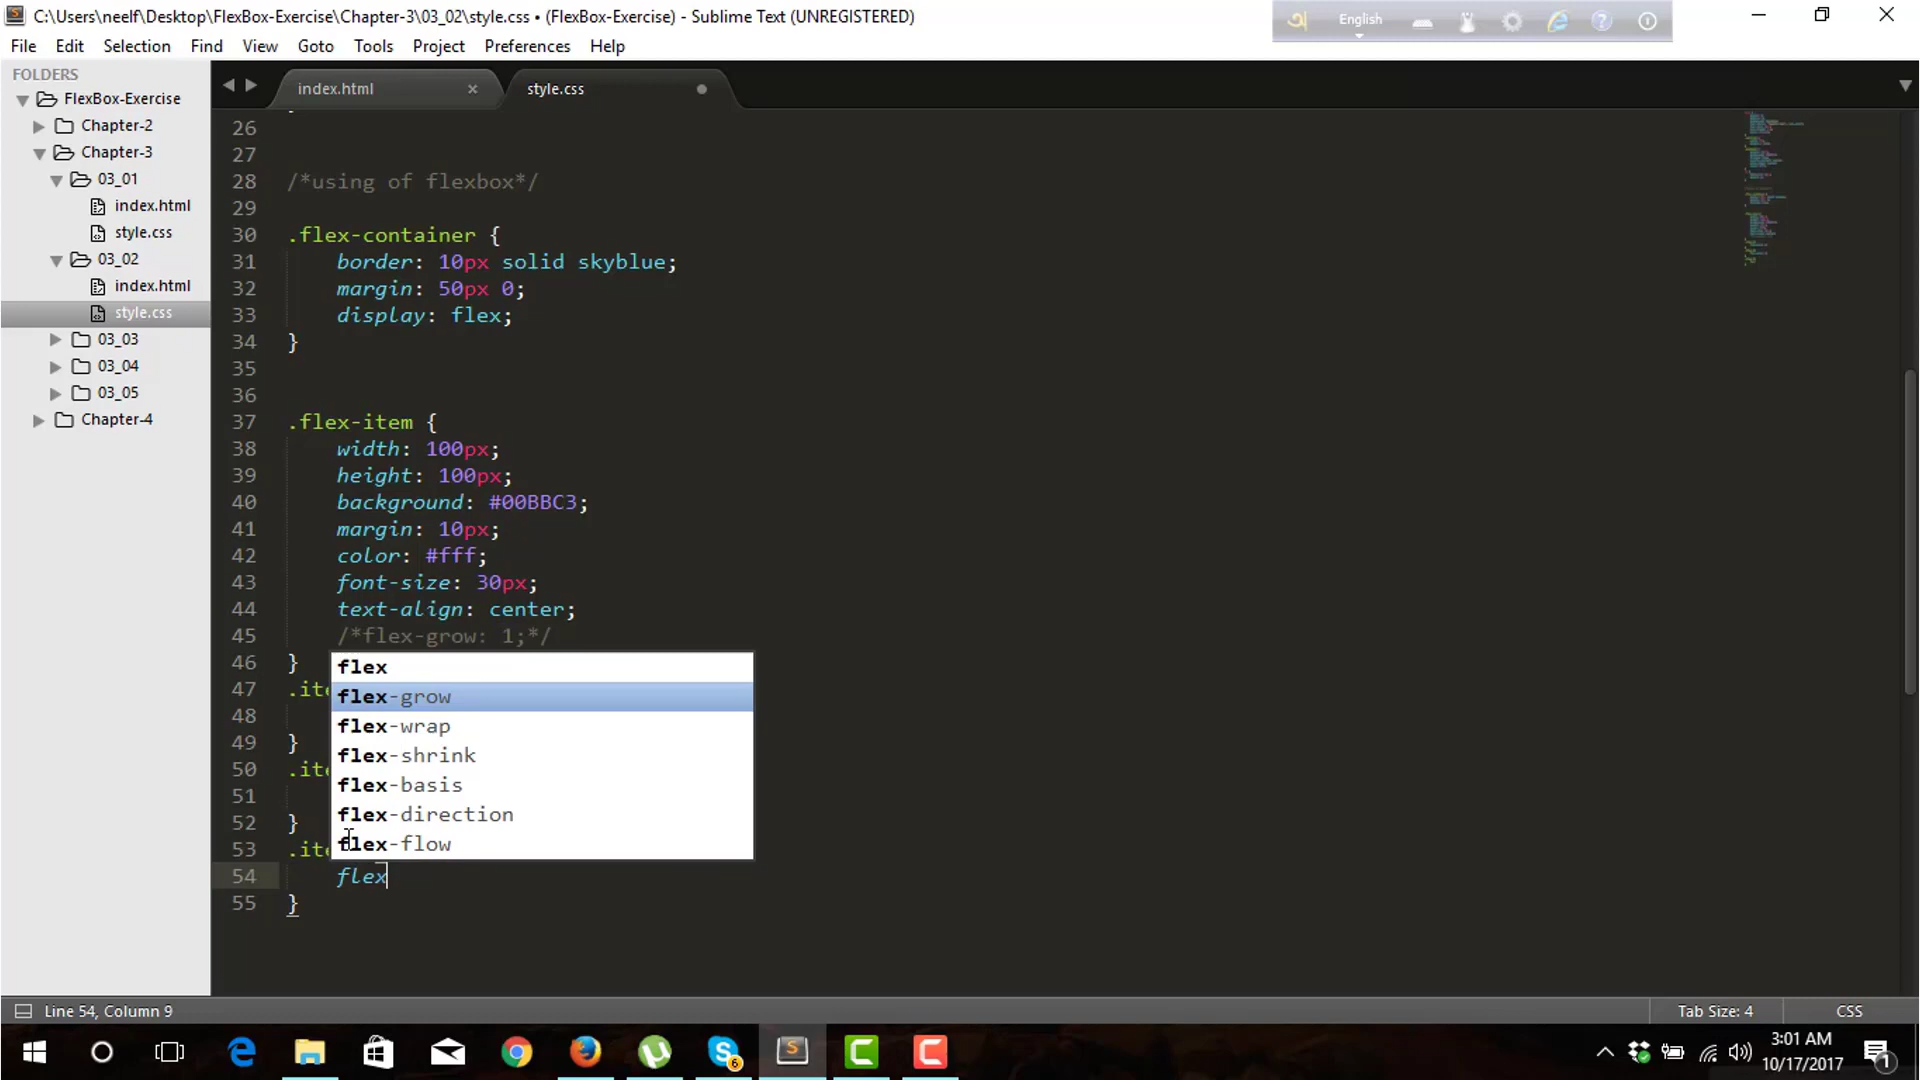 C:\Users\neelf\Desktop\FlexBox-Exercise\Chapter-3\03_02\style.css • (FlexBox-Exercise) - Sublime Text (UNREGISTERED)
English
File Edit Selection Find View Goto Tools Project Preferences Help
FOLDERS
FlexBox-Exercise
Chapter-2
Chapter-3
03_01
index.html
style.css
03_02
index.html
style.css
03_03
03_04
03_05
Chapter-4
index.html
style.css
26
27
28 /*using of flexbox*/
29
30 .flex-container {
31 border: 10px solid skyblue;
32 margin: 50px 0;
33 display: flex;
34 }
35
36
37 .flex-item {
38 width: 100px;
39 height: 100px;
40 background: #00BBC3;
41 margin: 10px;
42 color: #fff;
43 font-size: 30px;
44 text-align: center;
45 /*flex-grow: 1;*/
46 }
47 .ite
48
49 }
50 .ite
51
52 }
53 .ite
54 flex
55 }
flex
flex-grow
flex-wrap
flex-shrink
flex-basis
flex-direction
flex-flow
Line 54, Column 9
Tab Size: 4
CSS
6
3:01 AM
10/17/2017
1